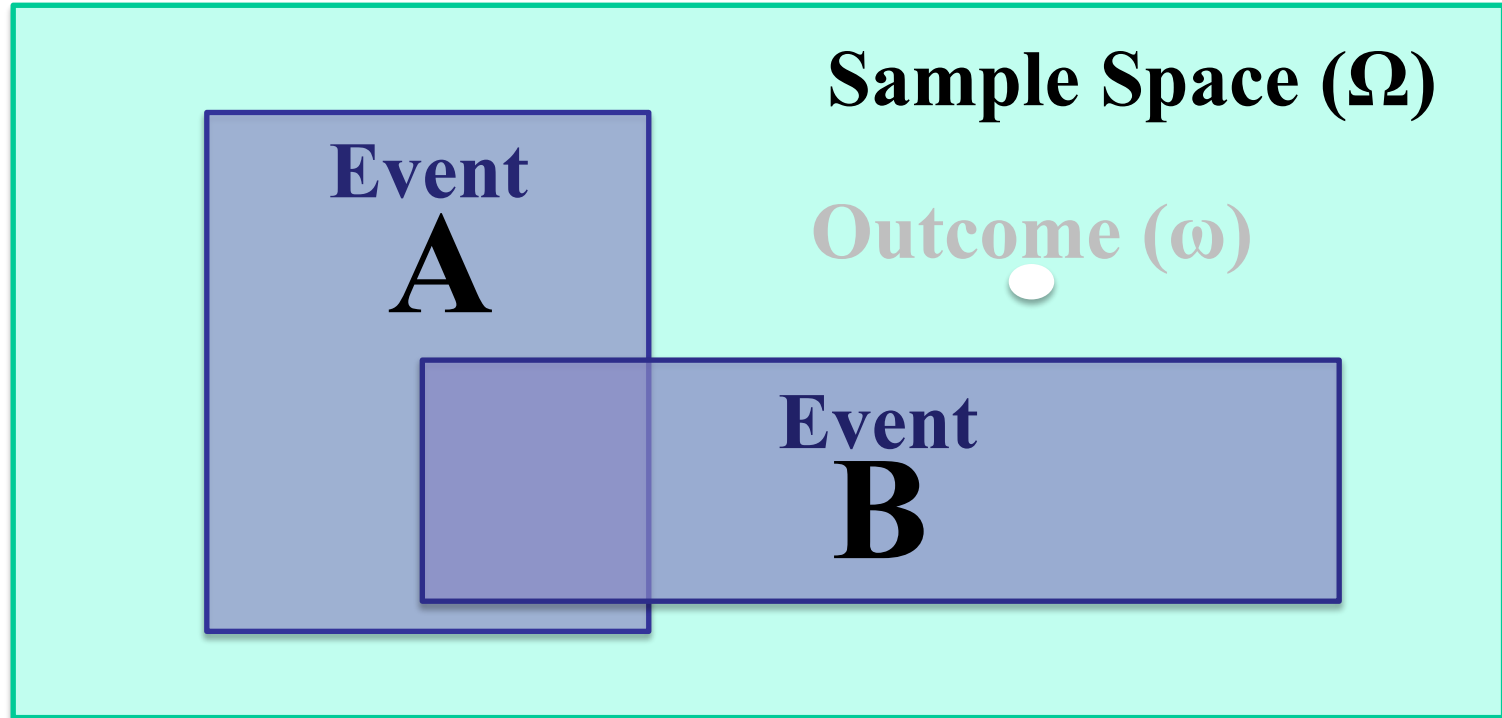 Sample Space (Ω)
Event
A
Outcome (ω)
Event
B